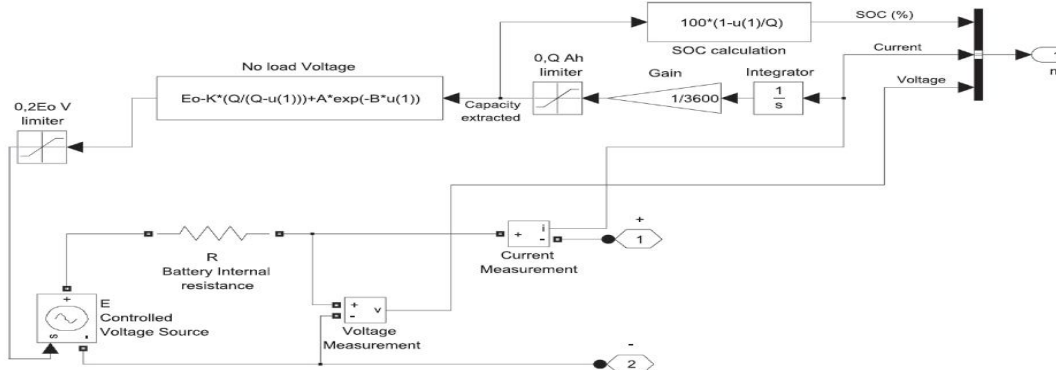 100*(1-u(1)/Q)
SOC calculation
SOC (%)
Current
Voltage
No load Voltage
Eo-K*(Q/(Q-u(1)))+A*exp(-B*u(1))
Capacity
extracted
0,Q Ah
limiter
Gain
1/3600
Integrator
1
s
0,2Eo V
limiter
R
Battery Internal
resistance
+
i
-
Current
Measurement
+
1
+
-
v
Voltage
Measurement
+
s
-
E
Controlled
Voltage Source
-
2